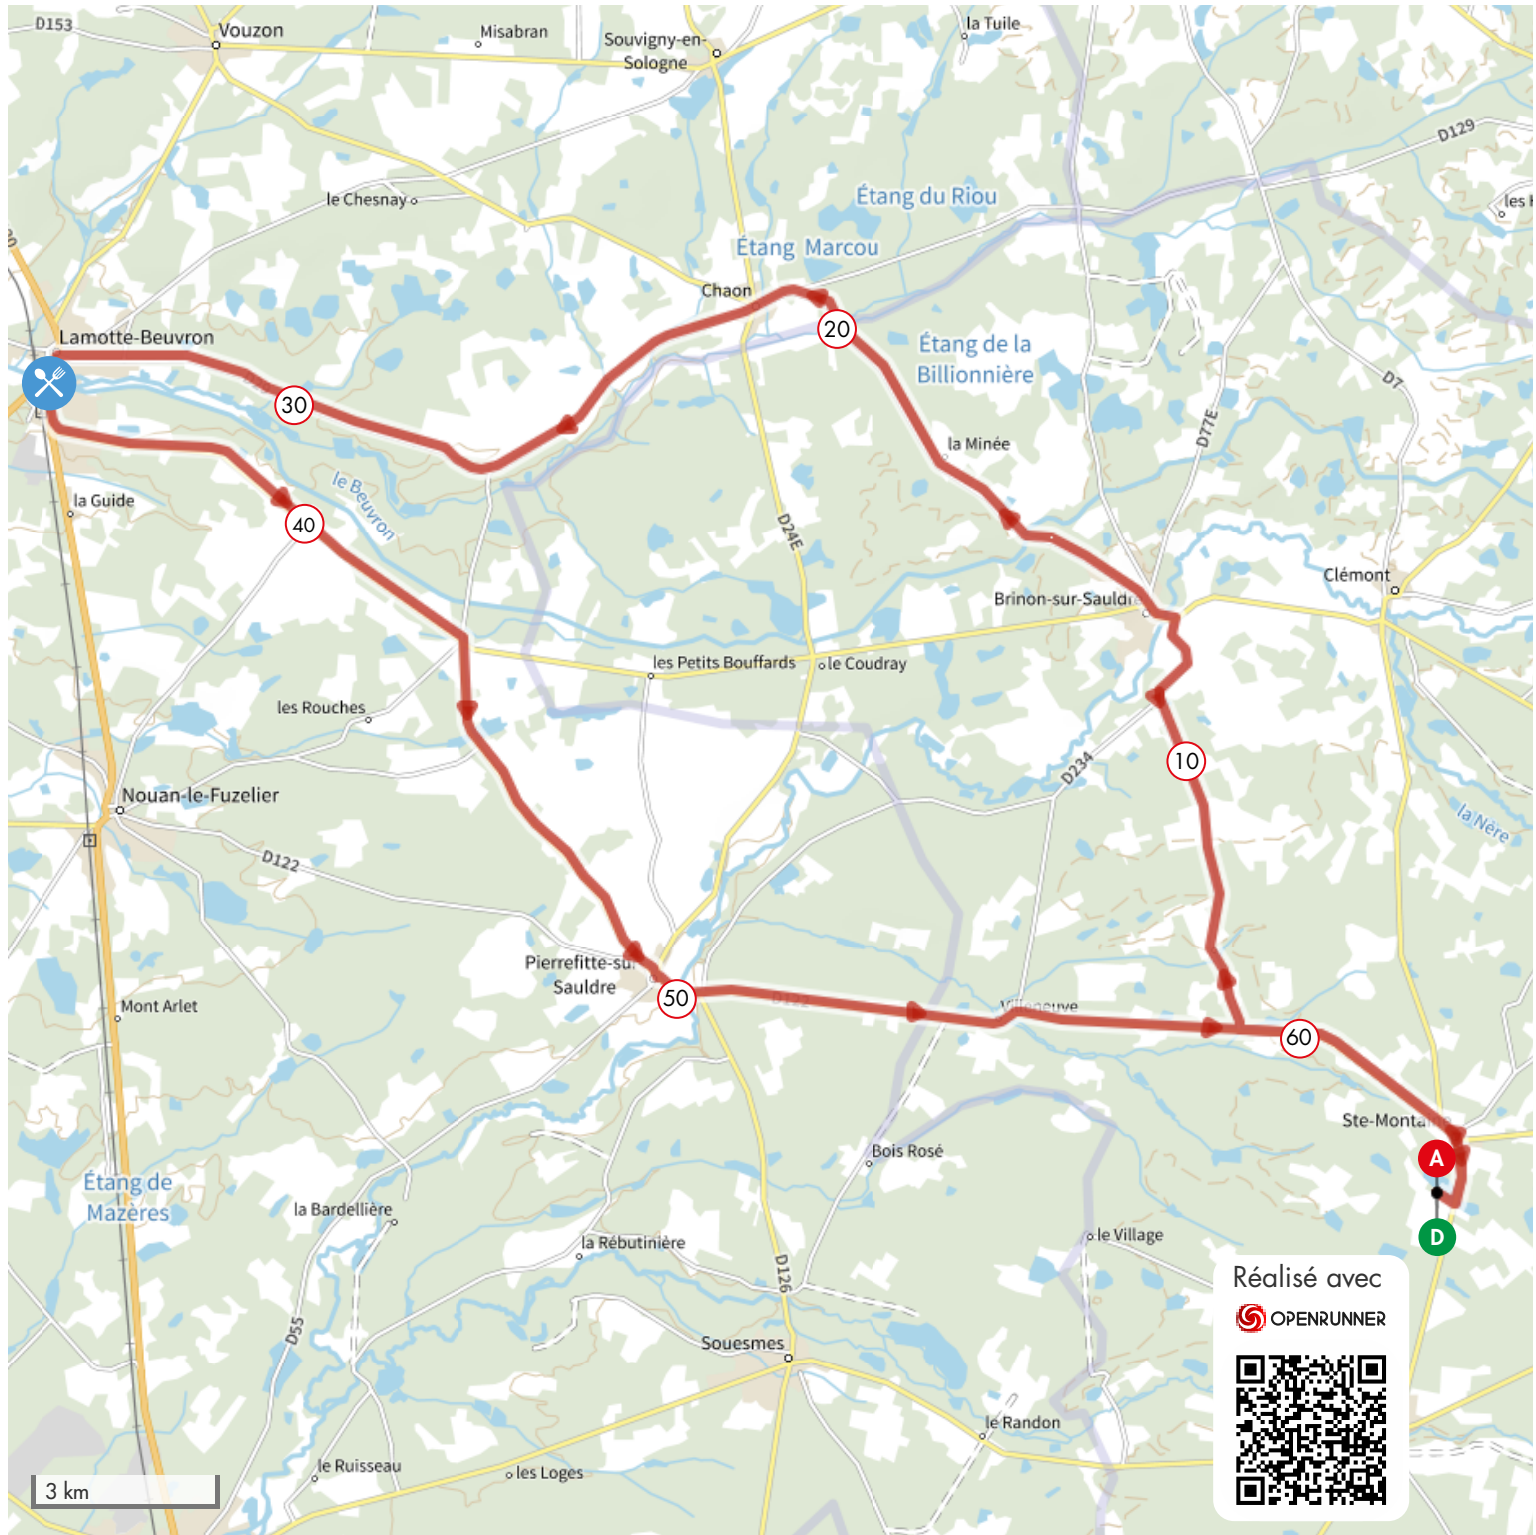 D153
Vouzon
Misabran
Souvigny-en-
Sologne
la Tuile
D129
le Chesnay
Étang du Riou
Étang Marcou
Chaon
20
Étang de la
Billionnière
Lamotte-Beuvron
30
D7
D77E
la Minée
la Guide
le Beuvron
40
D24E
Clémont
Brinon-sur-Sauldre
les Petits Bouffards
le Coudray
les Rouches
D234
10
Nouan-le-Fuzelier
la Nère
D122
Pierrefitte-sur
Sauldre
50
D122
Villeneuve
Mont Arlet
60
Ste-Montaine
A
Bois Rosé
Étang de
Mazères
la Bardellière
la Rébutinière
le Village
D
D126
D55
Réalisé avec
OPENRUNNER
Souesmes
le Randon
le Ruisseau
les Loges
3 km